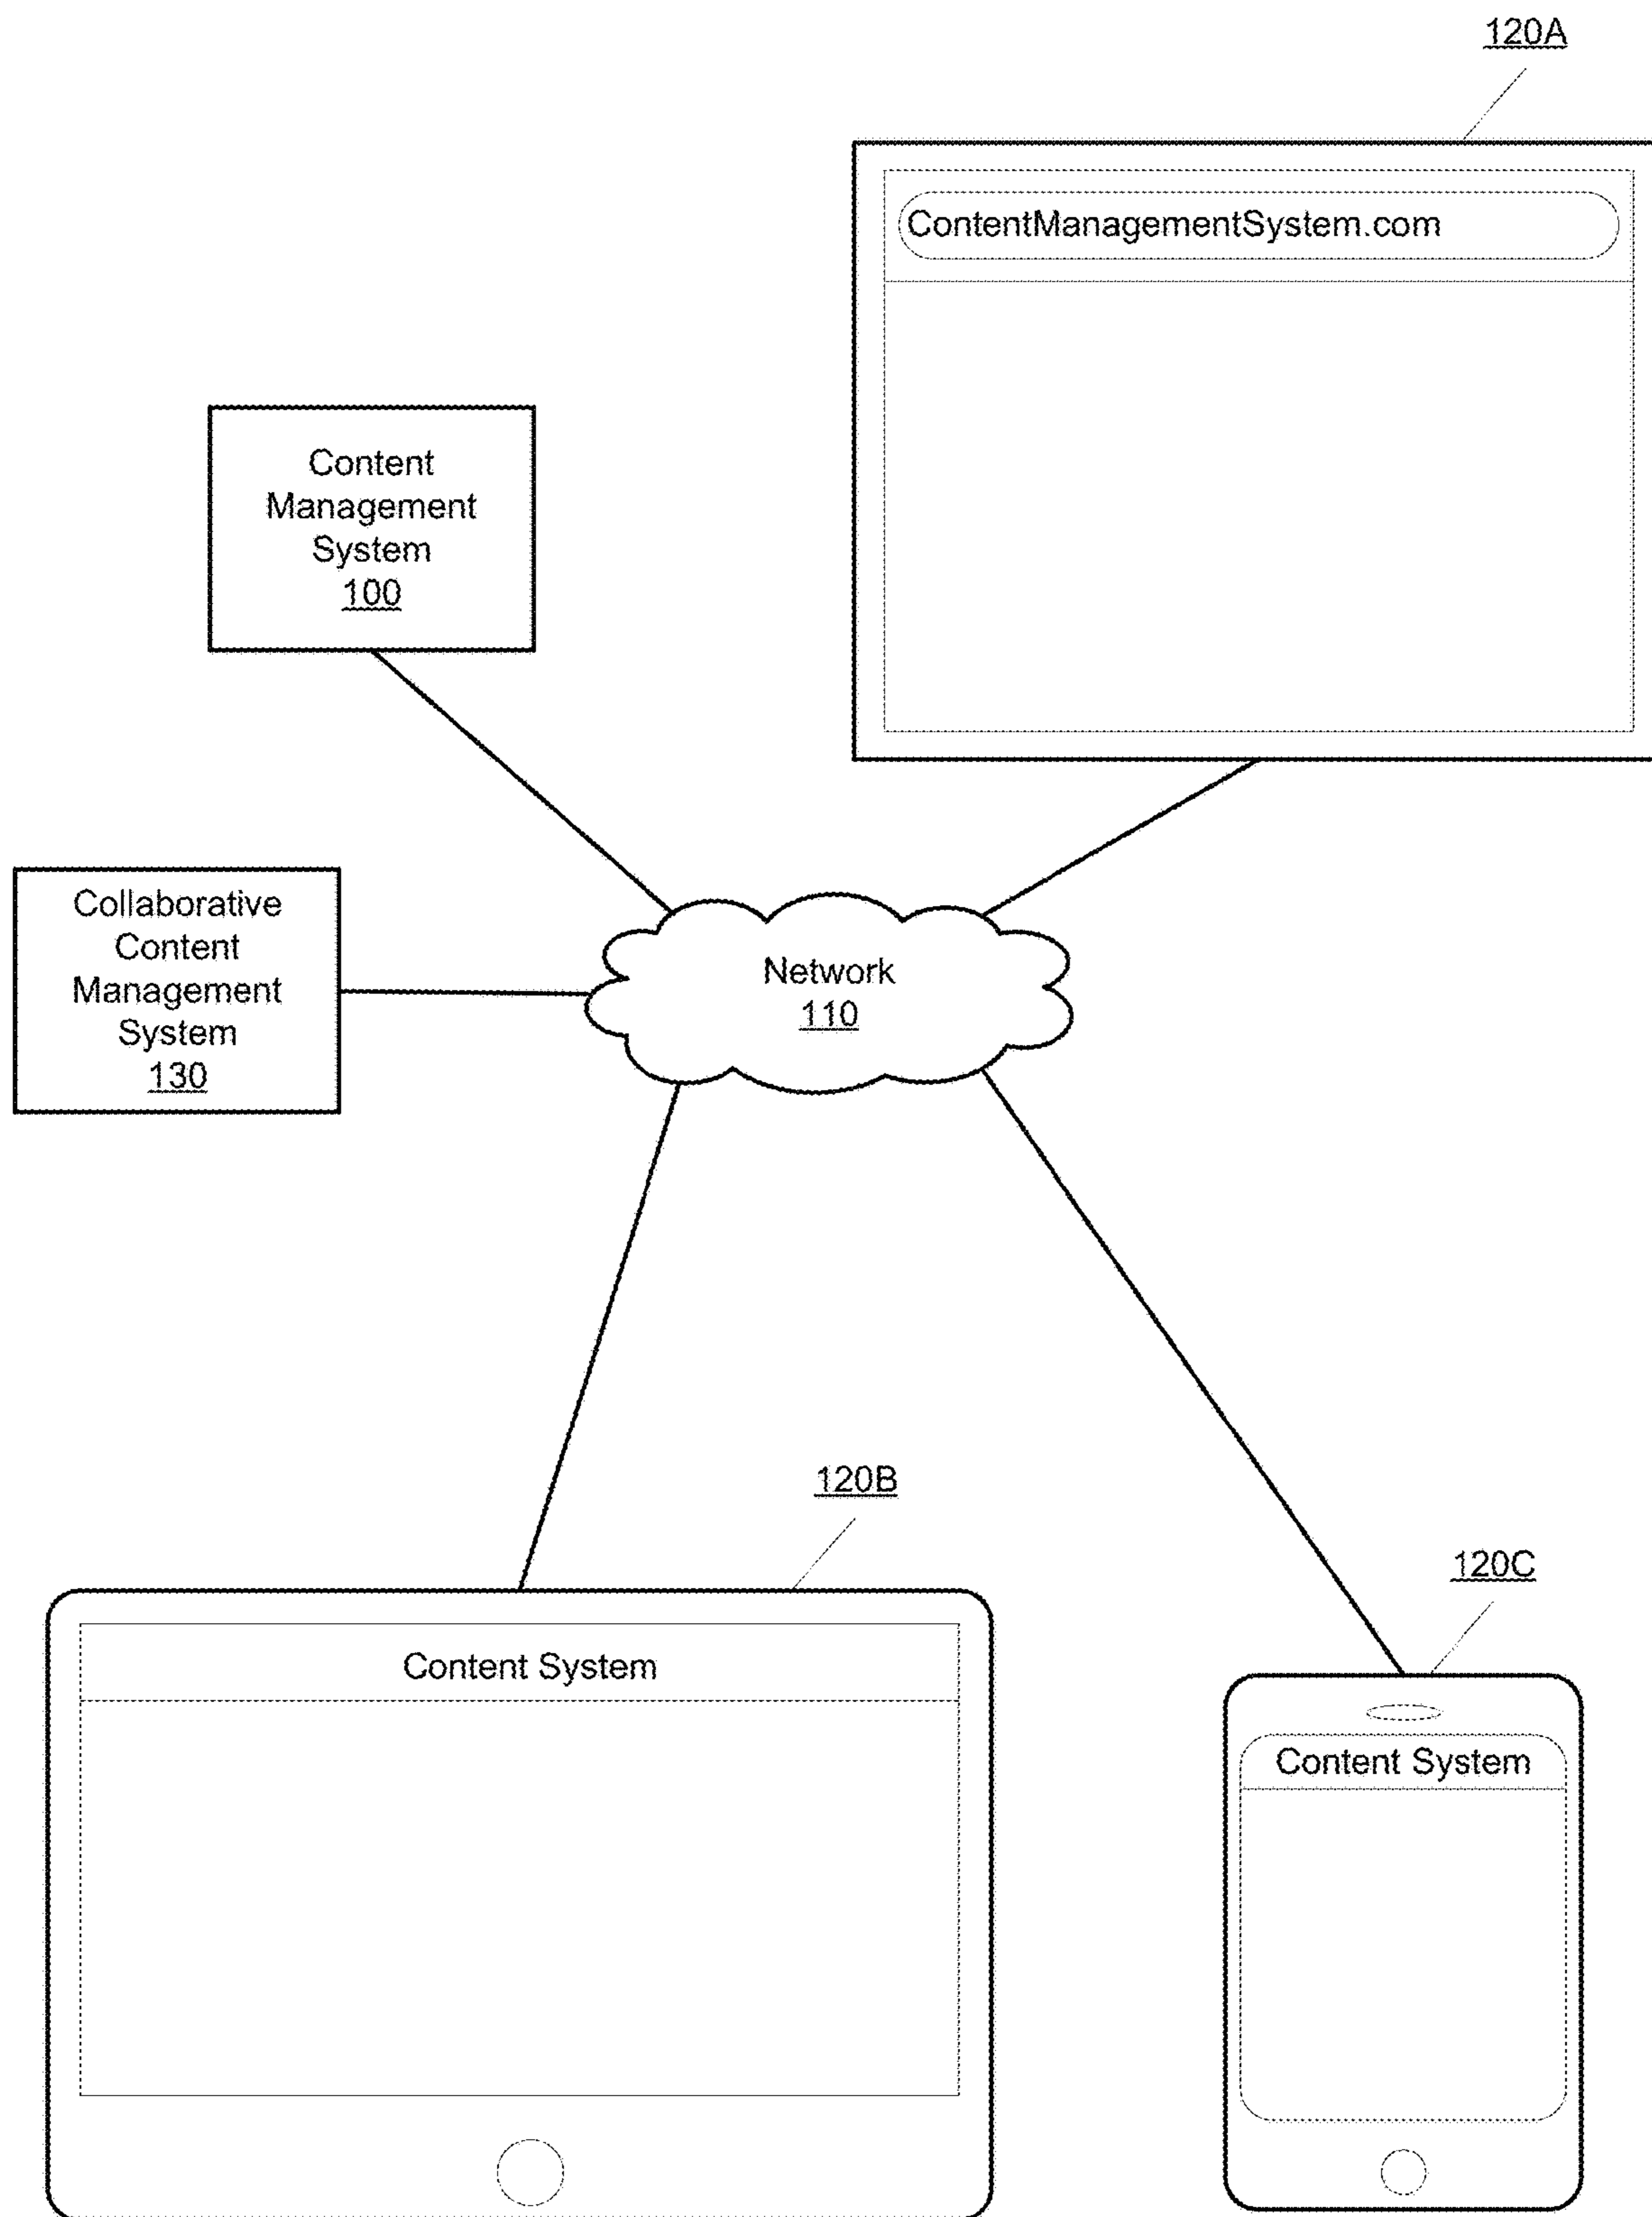 120A
ContentManagementSystem.com
Content
Management
System
100
Collaborative
Content
Management
System
130
Network
110
120B
Content System
120C
Content System